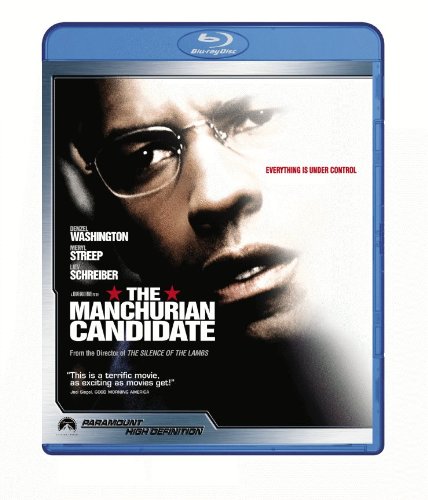 Blu-ray Disc
EVERYTHING IS UNDER CONTROL
DENZEL
WASHINGTON
MERYL
STREEP
LIEV
SCHREIBER
THE
MANCHURIAN
CANDIDATE
From the Director of THE SILENCE OF THE LAMBS
"This is a terrific movie,
as exciting as movies get!"
Joel Siegel, GOOD MORNING AMERICA
PARAMOUNT
HIGH DEFINITION